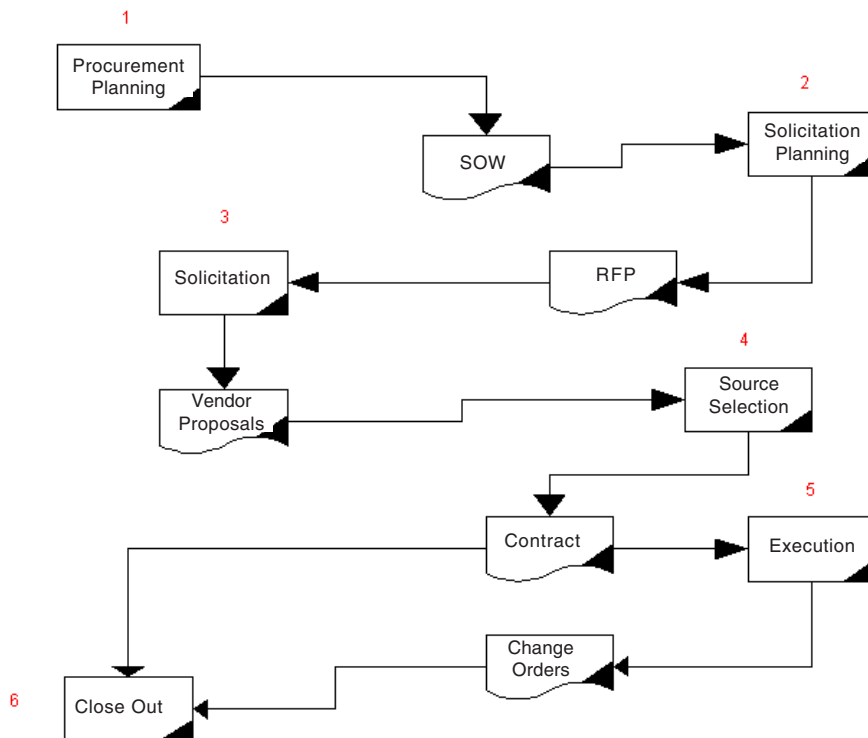 1
Procurement
Planning
2
SOW
Solicitation
Planning
3
Solicitation
RFP
4
Vendor
Proposals
Source
Selection
5
Contract
Execution
Change
Orders
6
Close Out